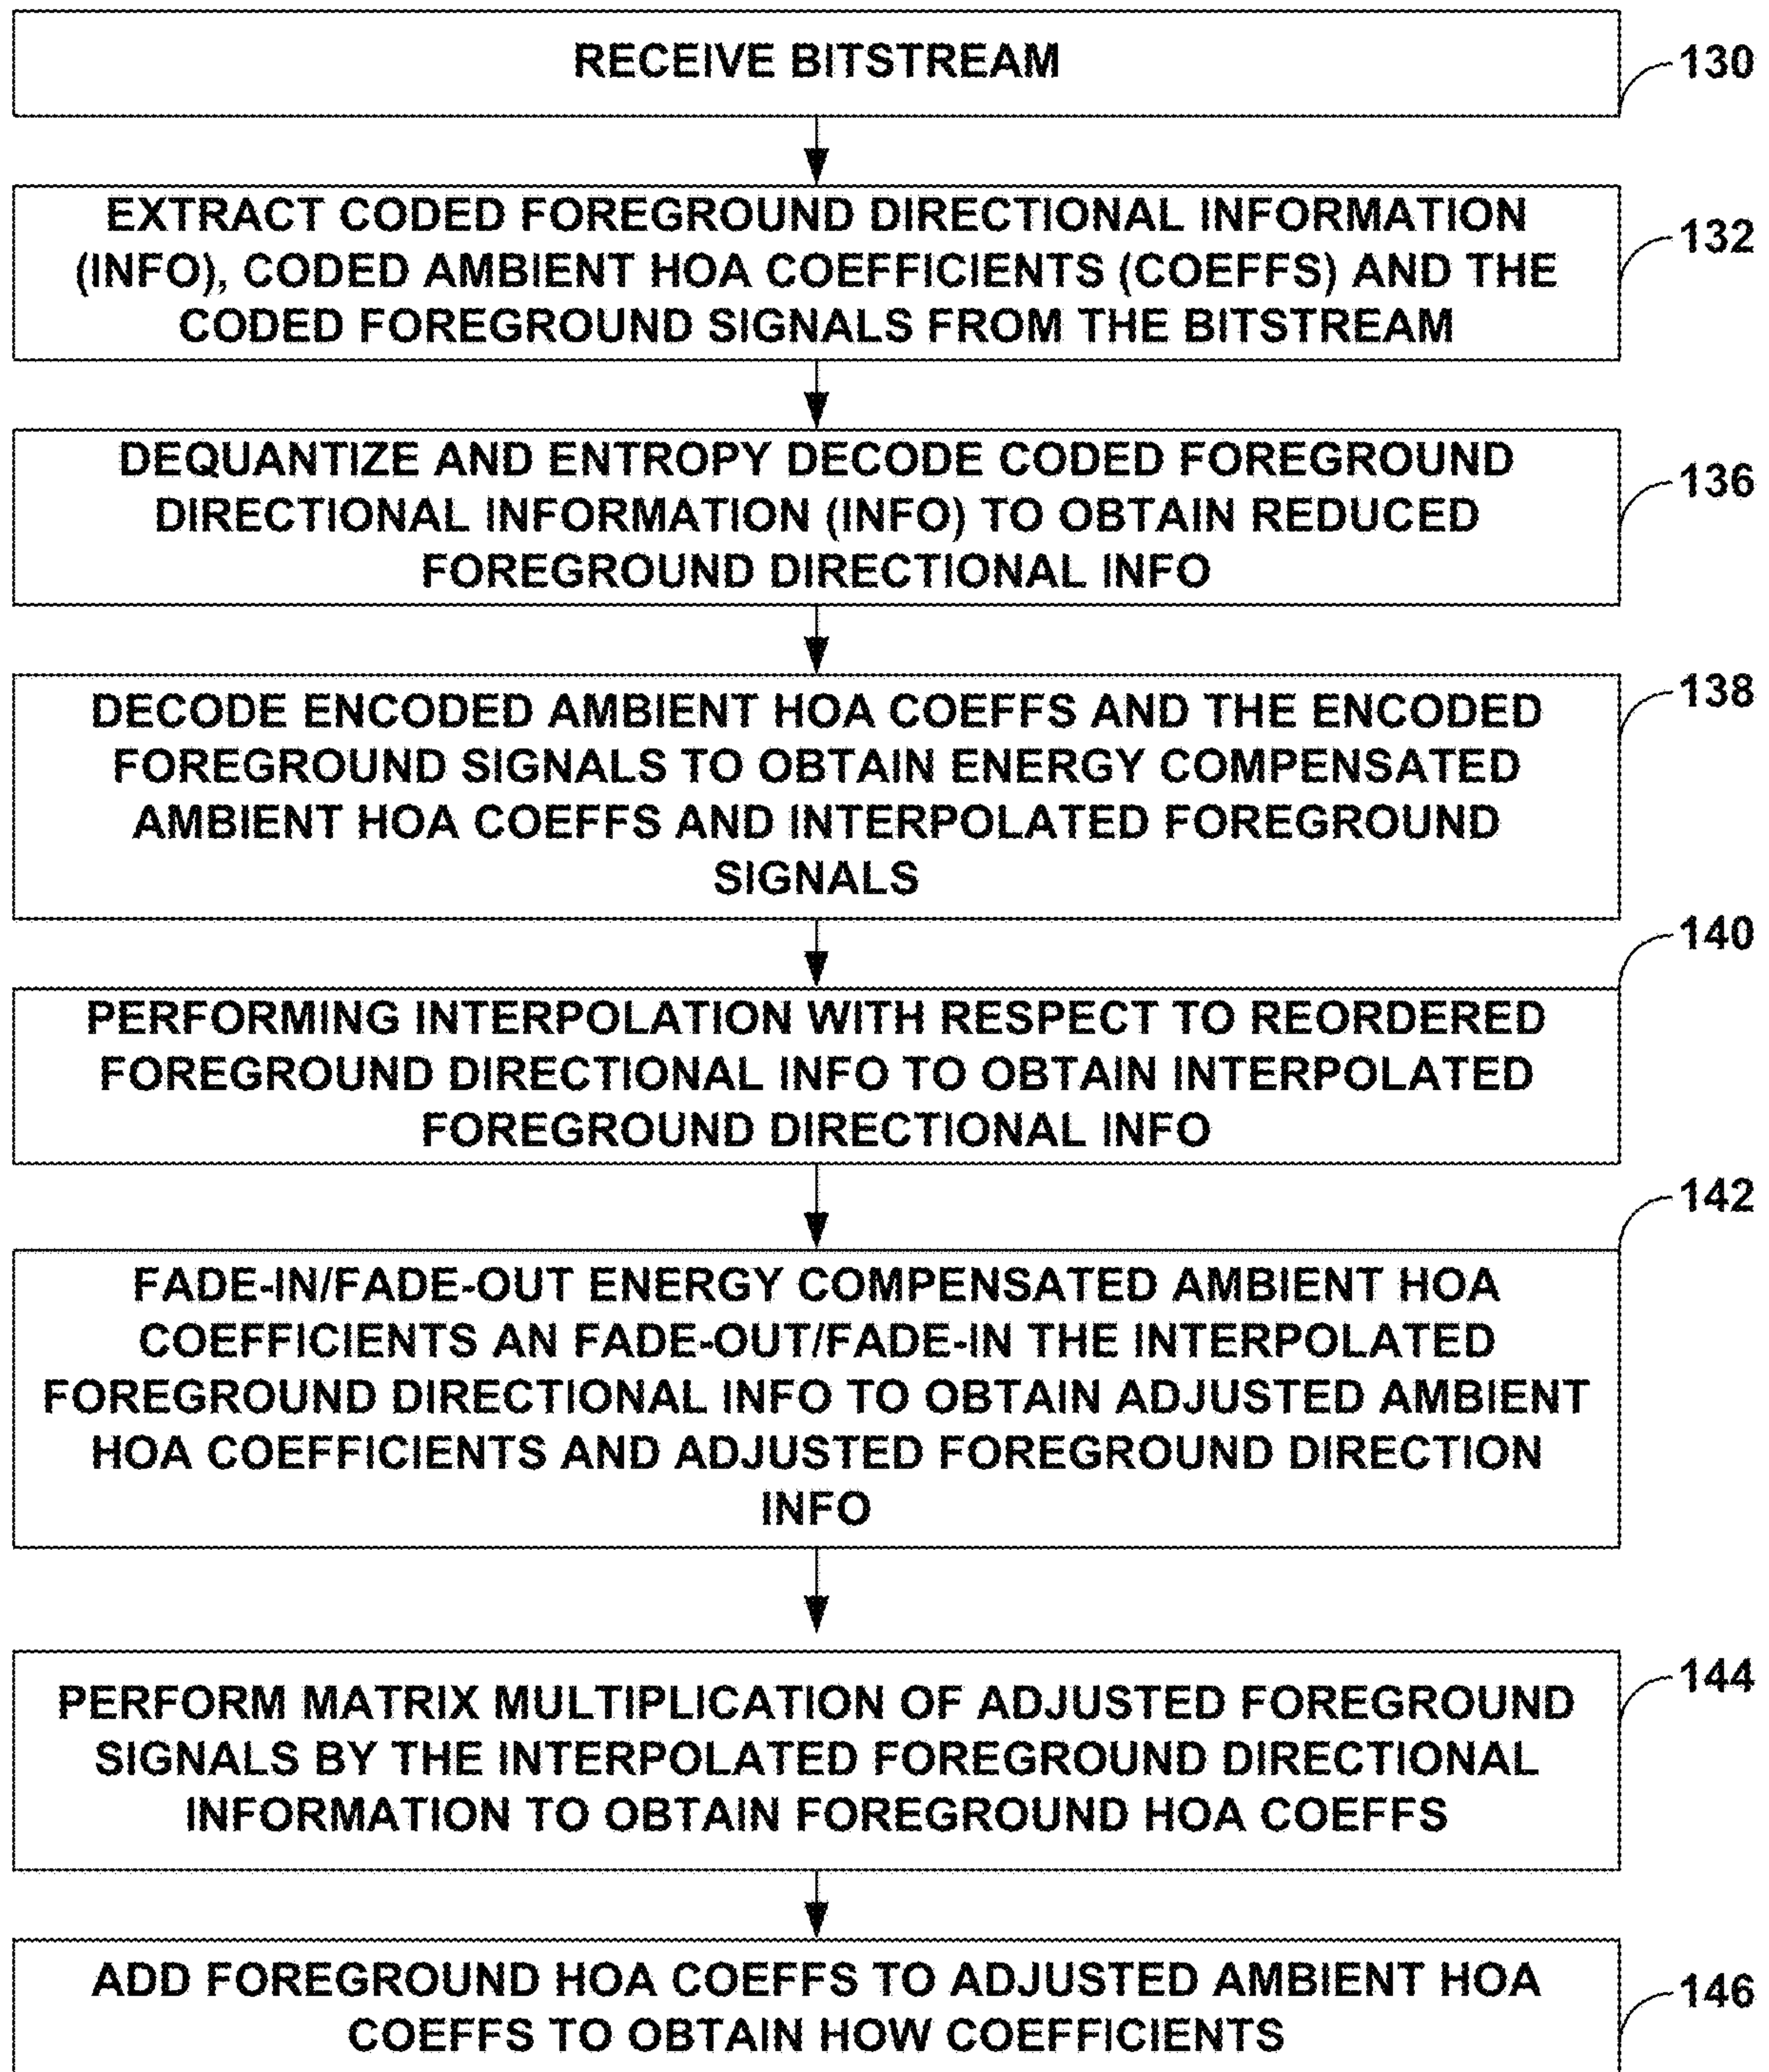 RECEIVE BITSTREAM
130
EXTRACT CODED FOREGROUND DIRECTIONAL INFORMATION
(INFO), CODED AMBIENT HOA COEFFICIENTS (COEFFS) AND THE
CODED FOREGROUND SIGNALS FROM THE BITSTREAM
132
DEQUANTIZE AND ENTROPY DECODE CODED FOREGROUND
DIRECTIONAL INFORMATION (INFO) TO OBTAIN REDUCED
FOREGROUND DIRECTIONAL INFO
136
DECODE ENCODED AMBIENT HOA COEFFS AND THE ENCODED
FOREGROUND SIGNALS TO OBTAIN ENERGY COMPENSATED
AMBIENT HOA COEFFS AND INTERPOLATED FOREGROUND
SIGNALS
138
PERFORMING INTERPOLATION WITH RESPECT TO REORDERED
FOREGROUND DIRECTIONAL INFO TO OBTAIN INTERPOLATED
FOREGROUND DIRECTIONAL INFO
140
FADE-IN/FADE-OUT ENERGY COMPENSATED AMBIENT HOA
COEFFICIENTS AN FADE-OUT/FADE-IN THE INTERPOLATED
FOREGROUND DIRECTIONAL INFO TO OBTAIN ADJUSTED AMBIENT
HOA COEFFICIENTS AND ADJUSTED FOREGROUND DIRECTION
INFO
142
PERFORM MATRIX MULTIPLICATION OF ADJUSTED FOREGROUND
SIGNALS BY THE INTERPOLATED FOREGROUND DIRECTIONAL
INFORMATION TO OBTAIN FOREGROUND HOA COEFFS
144
ADD FOREGROUND HOA COEFFS TO ADJUSTED AMBIENT HOA
COEFFS TO OBTAIN HOW COEFFICIENTS
146